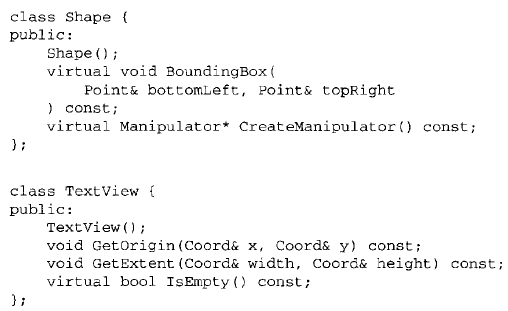 class Shape {
public:
    Shape();
    virtual void BoundingBox(
        Point& bottomLeft, Point& topRight
    ) const;
    virtual Manipulator* CreateManipulator() const;
};

class TextView {
public:
    TextView();
    void GetOrigin(Coord& x, Coord& y) const;
    void GetExtent(Coord& width, Coord& height) const;
    virtual bool IsEmpty() const;
};